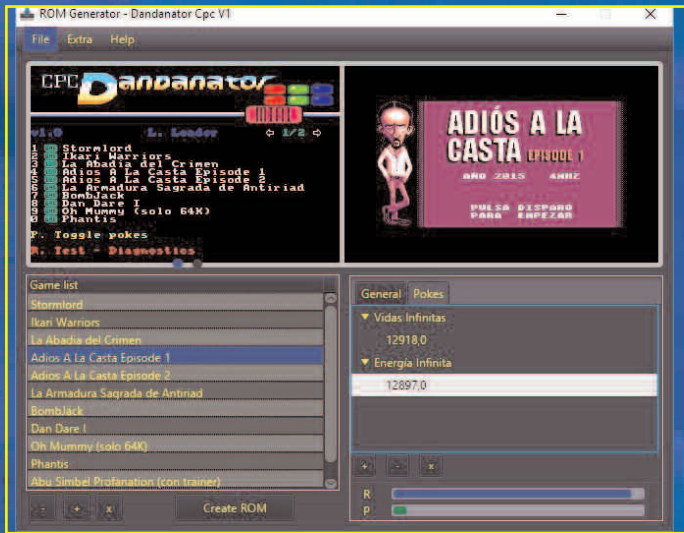 ROM Generator - Dandanator Cpc V1
File Extra Help
CPC Dandanator
mini
v1.0 L. Loader 1/2
1 Stormlord
2 Ikari Warriors
3 La Abadia del Crimen
4 Adios A La Casta Episode 1
5 Adios A La Casta Episode 2
6 La Armadura Sagrada de Antiriad
7 BombJack
8 Dan Dare I
9 Oh Mummy (solo 64K)
0 Phantis
P. Toggle pokes
R. Test - Diagnostics
ADIÓS A LA
CASTA EPISODE 1
AÑO 2015 4MHZ
PULSA DISPARO
PARA EMPEZAR
Game list
Stormlord
Ikari Warriors
La Abadia del Crimen
Adios A La Casta Episode 1
Adios A La Casta Episode 2
La Armadura Sagrada de Antiriad
BombJack
Dan Dare I
Oh Mummy (solo 64K)
Phantis
Abu Simbel Profanation (con trainer)
- + x Create ROM
General Pokes
Vidas Infinitas
12918,0
Energía Infinita
12897,0
+ - x
R
P